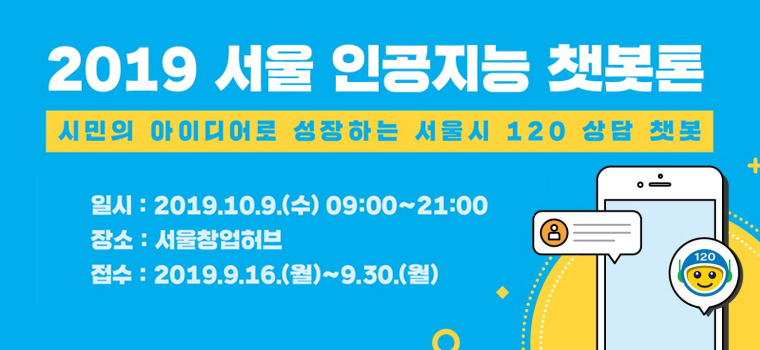 2019 서울 인공지능 챗봇톤
시민의 아이디어로 성장하는 서울시 120 상담 챗봇
일시 : 2019.10.9.(수) 09:00~21:00
장소 : 서울창업허브
접수 : 2019.9.16.(월)~9.30.(월)
120